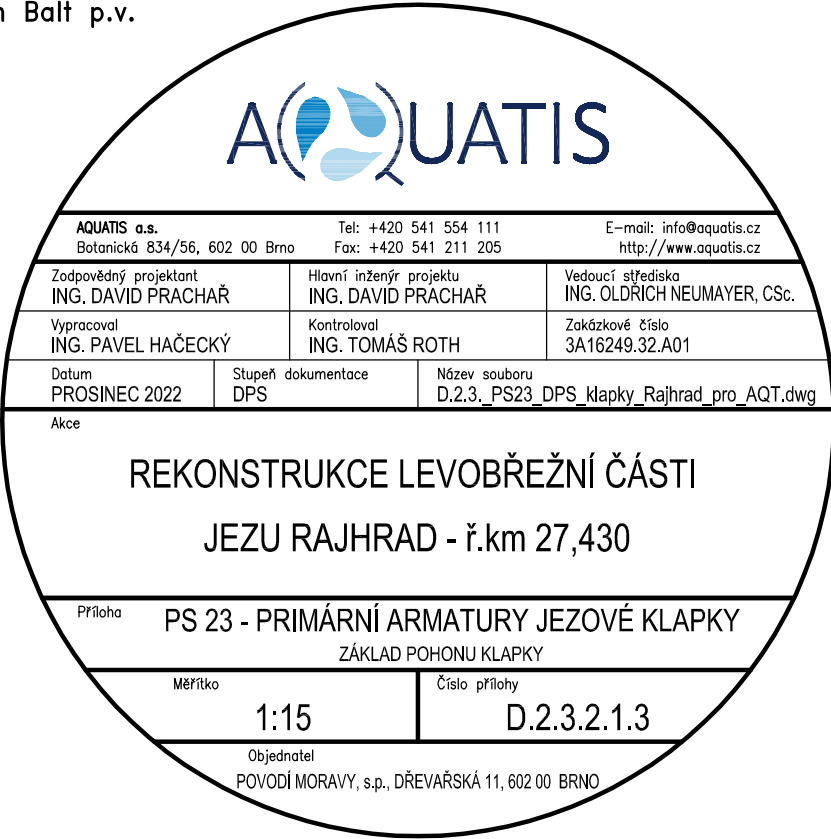 Balt p.v.
AQUATIS
AQUATIS a.s.
Botanická 834/56, 602 00 Brno
Tel: +420 541 554 111
Fax: +420 541 211 205
E-mail: info@aquatis.cz
http://www.aquatis.cz
Zodpovědný projektant
ING. DAVID PRACHAŘ
Hlavní inženýr projektu
ING. DAVID PRACHAŘ
Vedoucí střediska
ING. OLDŘICH NEUMAYER, CSc.
Vypracoval
ING. PAVEL HAČECKÝ
Kontroloval
ING. TOMÁŠ ROTH
Zakázkové číslo
3A16249.32.A01
Datum
PROSINEC 2022
Stupeň dokumentace
DPS
Název souboru
D.2.3._PS23_DPS_klapky_Rajhrad_pro_AQT.dwg
Akce
REKONSTRUKCE LEVOBŘEŽNÍ ČÁSTI
JEZU RAJHRAD - ř.km 27,430
Příloha
PS 23 - PRIMÁRNÍ ARMATURY JEZOVÉ KLAPKY
ZÁKLAD POHONU KLAPKY
Měřítko
1:15
Číslo přílohy
D.2.3.2.1.3
Objednatel
POVODÍ MORAVY, s.p., DŘEVAŘSKÁ 11, 602 00 BRNO